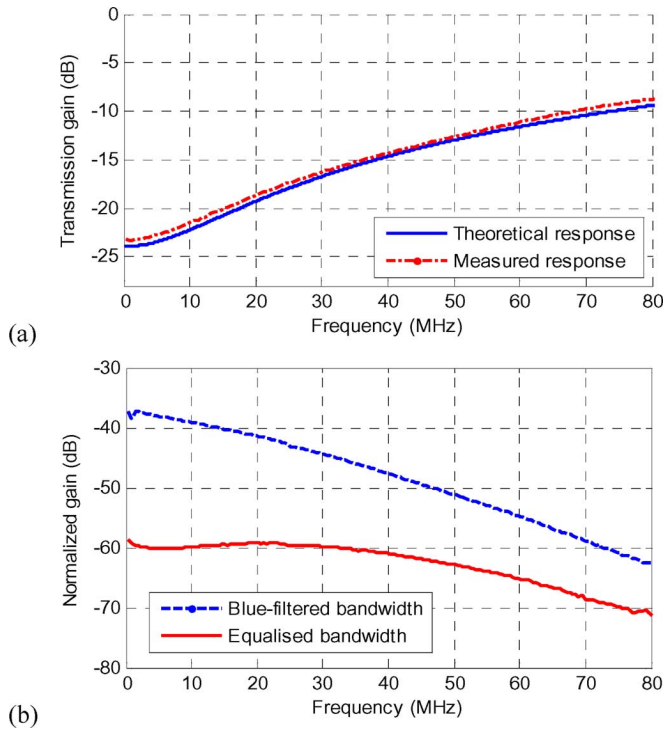 0
-5
-10
-15
-20
-25
Transmission gain (dB)
Theoretical response
Measured response
0 10 20 30 40 50 60 70 80
Frequency (MHz)
(a)
-30
-40
-50
-60
-70
-80
Normalized gain (dB)
Blue-filtered bandwidth
Equalised bandwidth
0 10 20 30 40 50 60 70 80
Frequency (MHz)
(b)